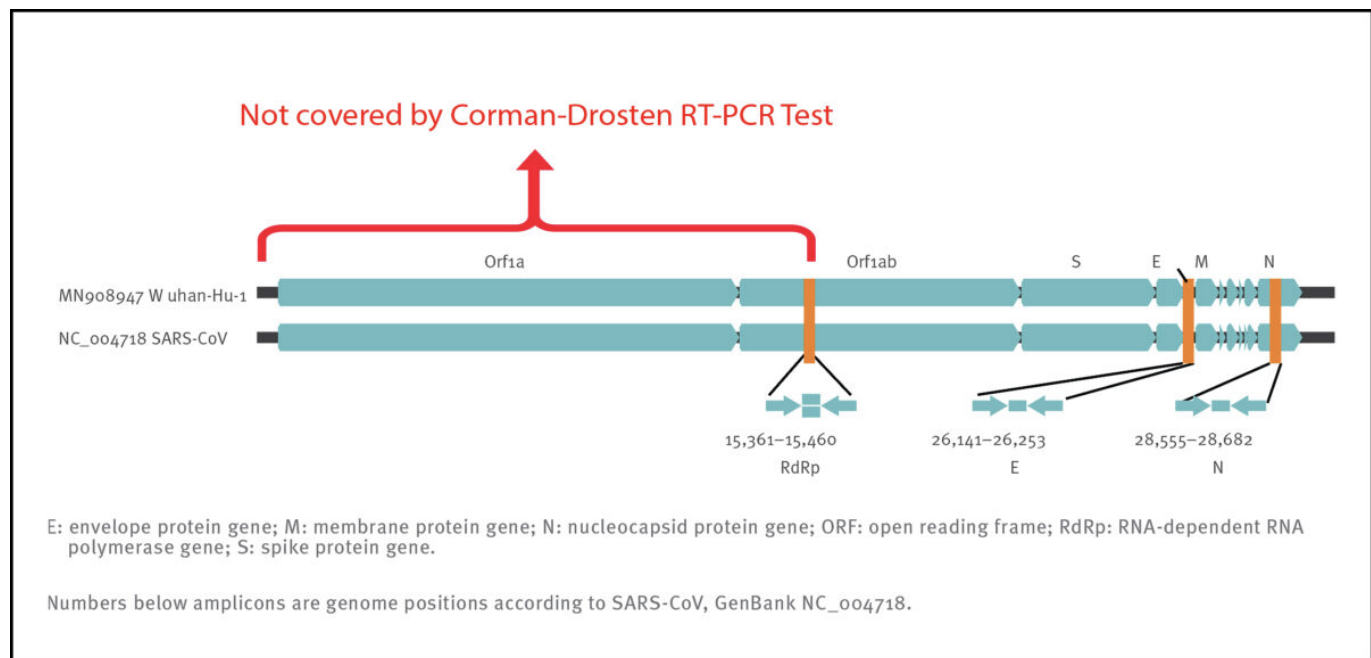 Not covered by Corman-Drosten RT-PCR Test
Orf1a Orf1ab S E M N
MN908947 W uhan-Hu-1
NC_004718 SARS-CoV
15,361–15,460 26,141–26,253 28,555–28,682
RdRp E N
E: envelope protein gene; M: membrane protein gene; N: nucleocapsid protein gene; ORF: open reading frame; RdRp: RNA-dependent RNA
polymerase gene; S: spike protein gene.
Numbers below amplicons are genome positions according to SARS-CoV, GenBank NC_004718.